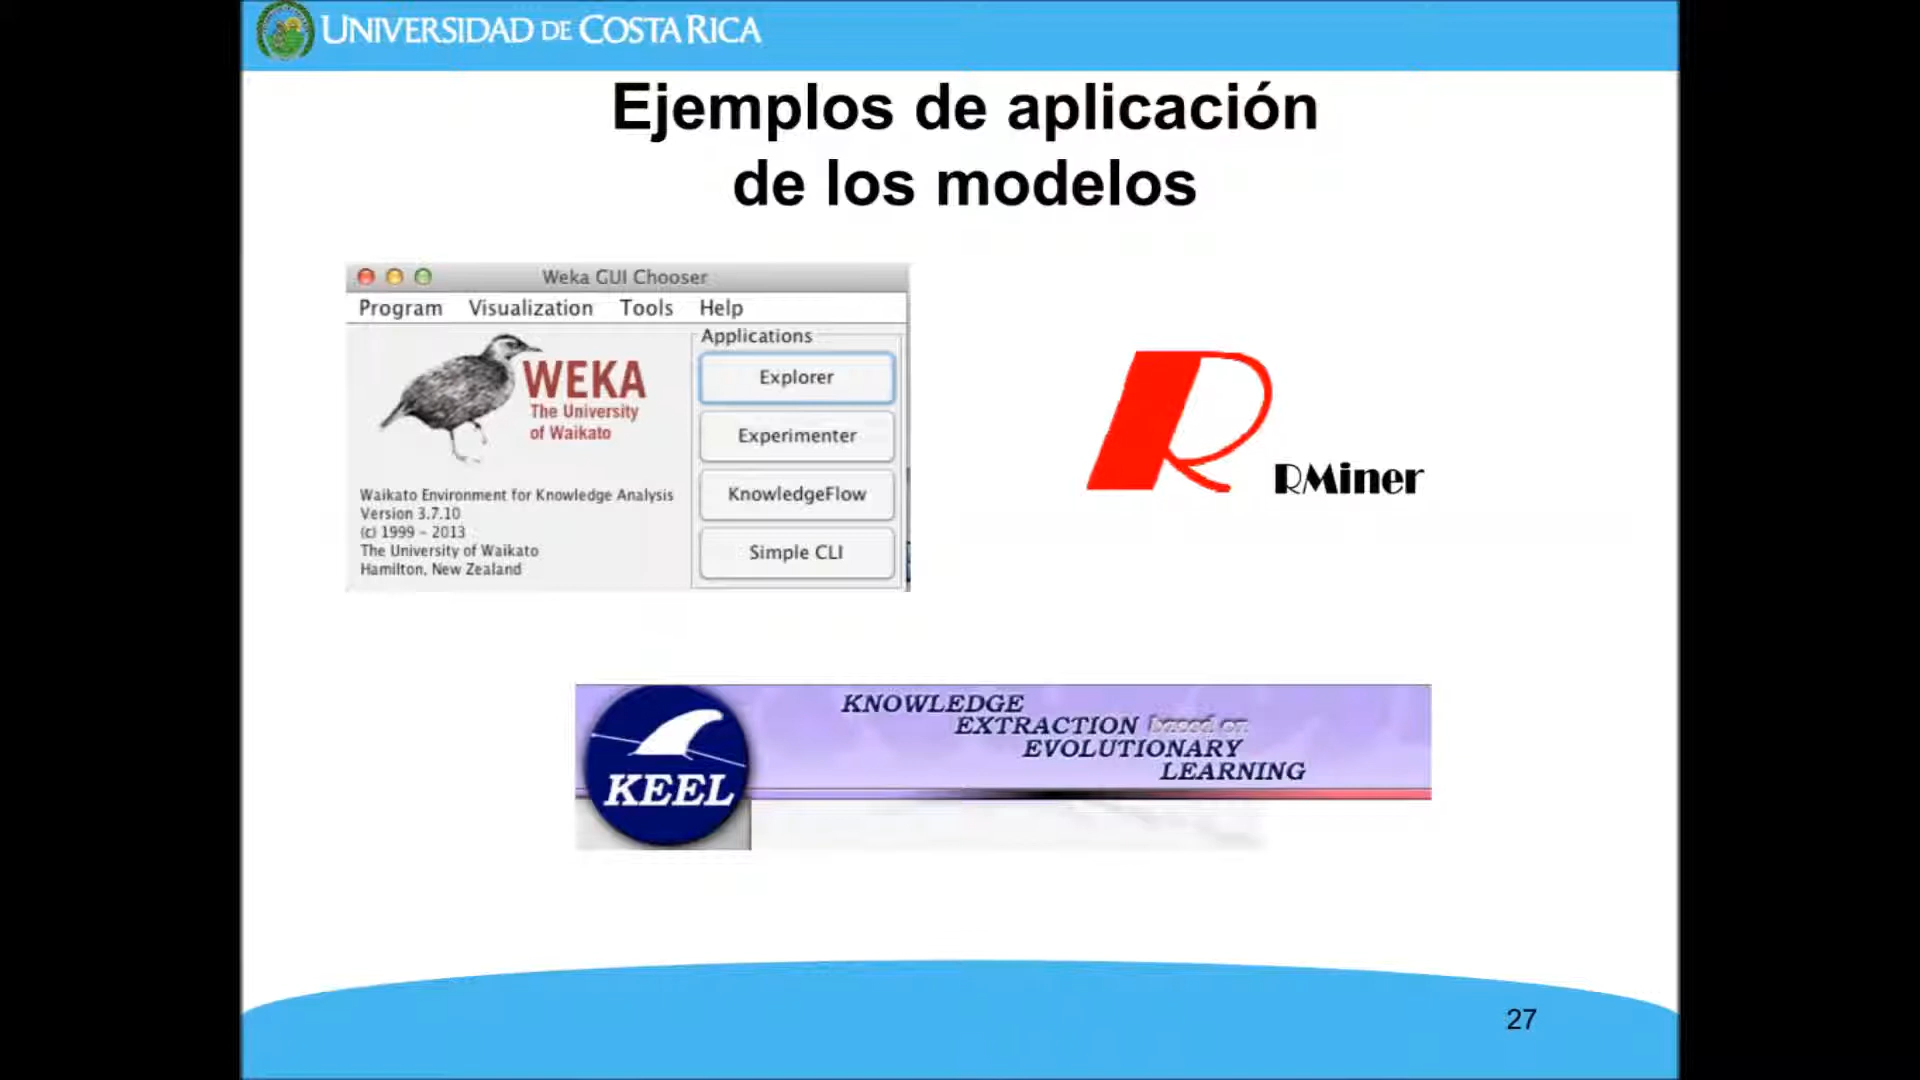 UNIVERSIDAD DE COSTA RICA
Ejemplos de aplicación
de los modelos
Weka GUI Chooser
Program Visualization Tools Help
WEKA
The University
of Waikato
Waikato Environment for Knowledge Analysis
Version 3.7.10
(c) 1999 - 2013
The University of Waikato
Hamilton, New Zealand
Applications
Explorer
Experimenter
KnowledgeFlow
Simple CLI
R RMiner
KEEL
KNOWLEDGE
EXTRACTION based on
EVOLUTIONARY
LEARNING
27